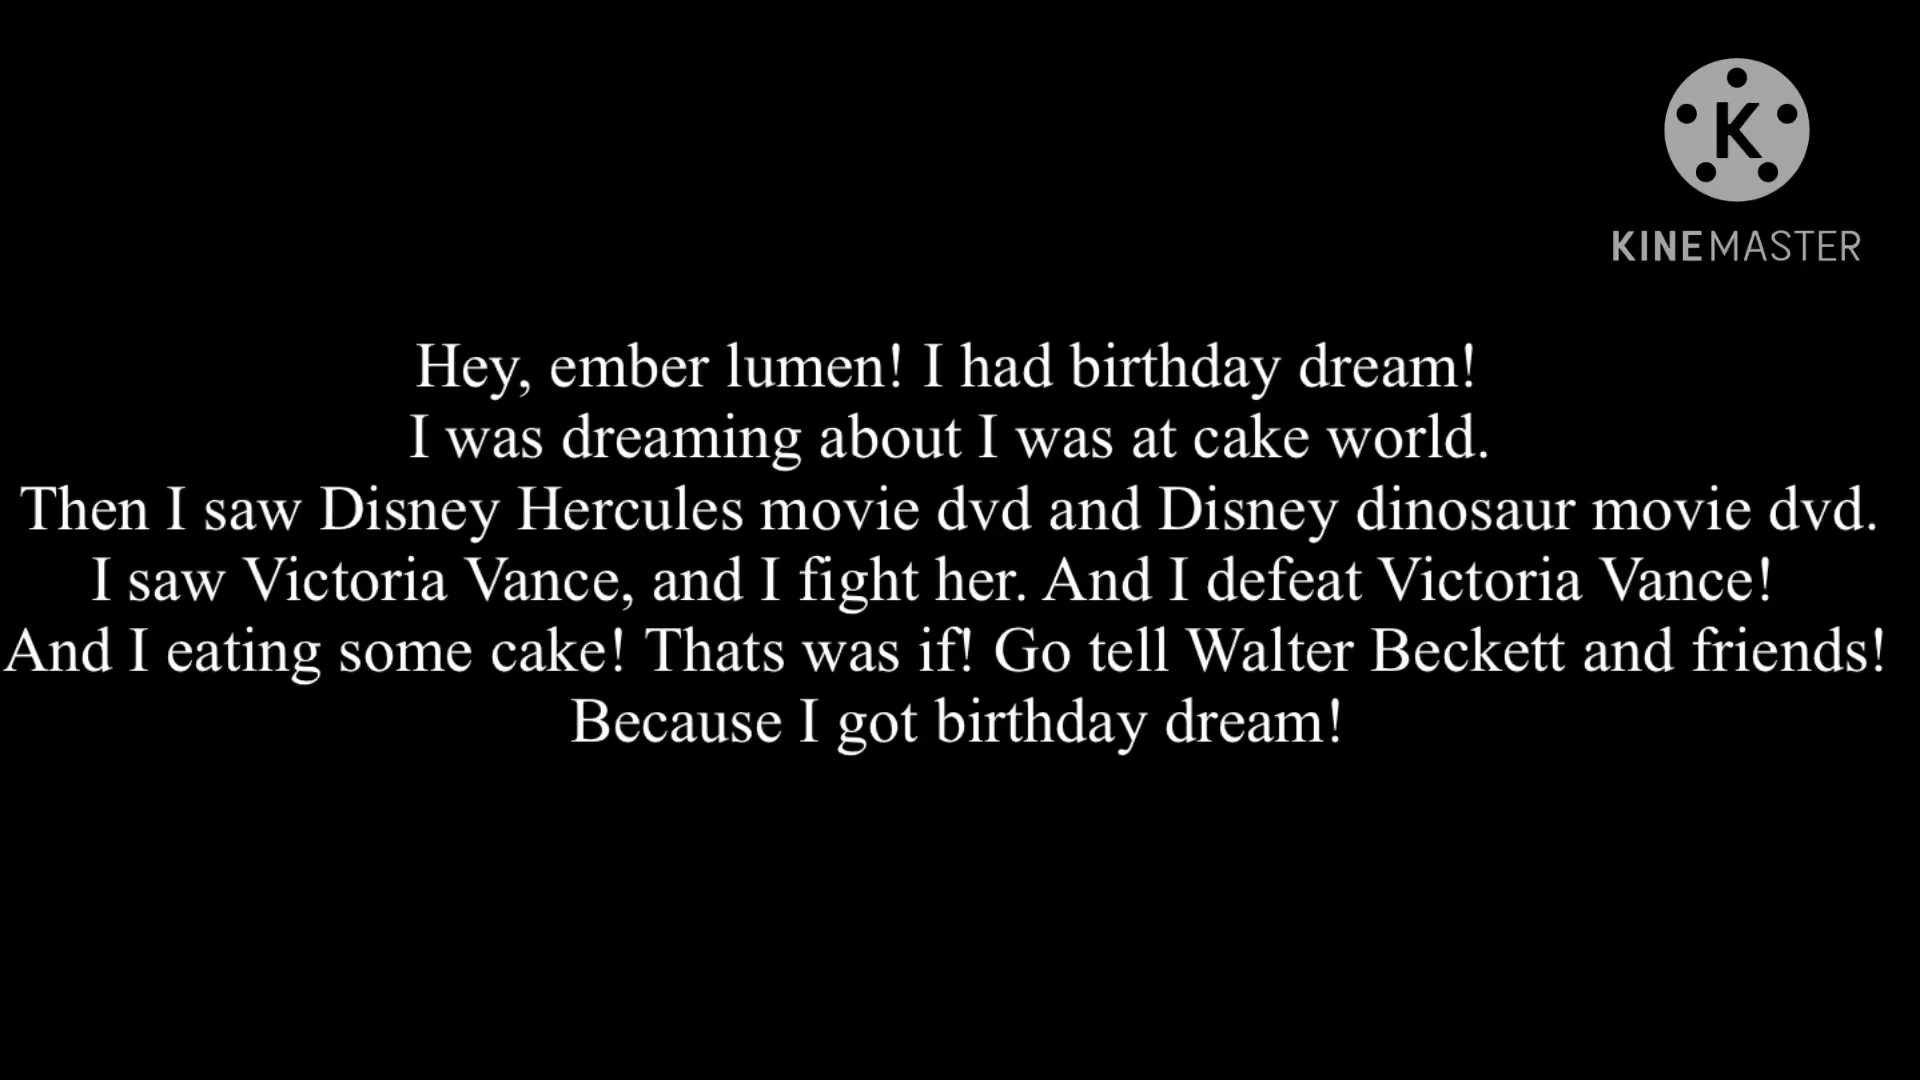 K
KINEMASTER
Hey, ember lumen! I had birthday dream!
I was dreaming about I was at cake world.
Then I saw Disney Hercules movie dvd and Disney dinosaur movie dvd.
I saw Victoria Vance, and I fight her. And I defeat Victoria Vance!
And I eating some cake! Thats was if! Go tell Walter Beckett and friends!
Because I got birthday dream!